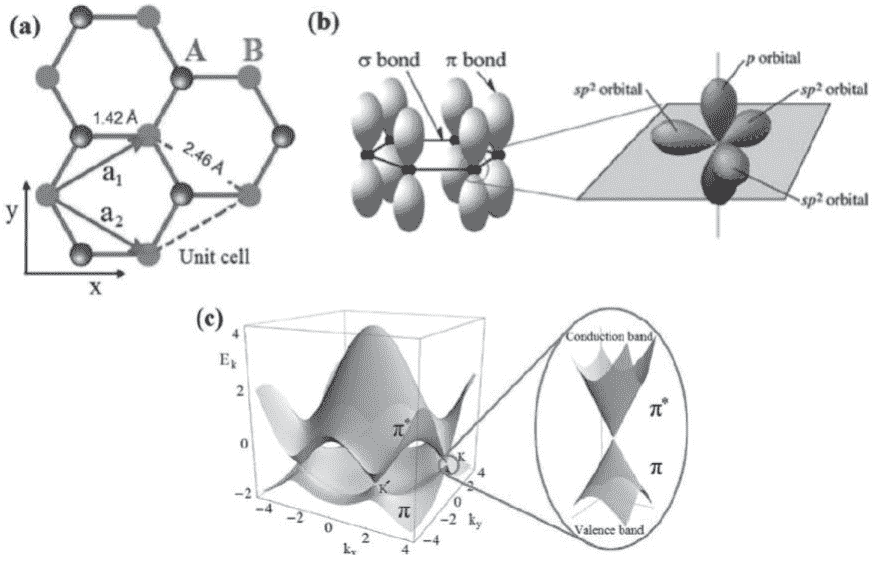 (a)
A B
1.42 Å
2.46 Å
a1
a2
y
x
Unit cell
(b)
σ bond π bond
p orbital
sp² orbital sp² orbital
sp² orbital
(c)
4
Ek
2
0
−2
−4
−2
0
2
4
kx
−4
−2
0
2
4
ky
π*
K
K′
π
Conduction band
π*
π
Valence band